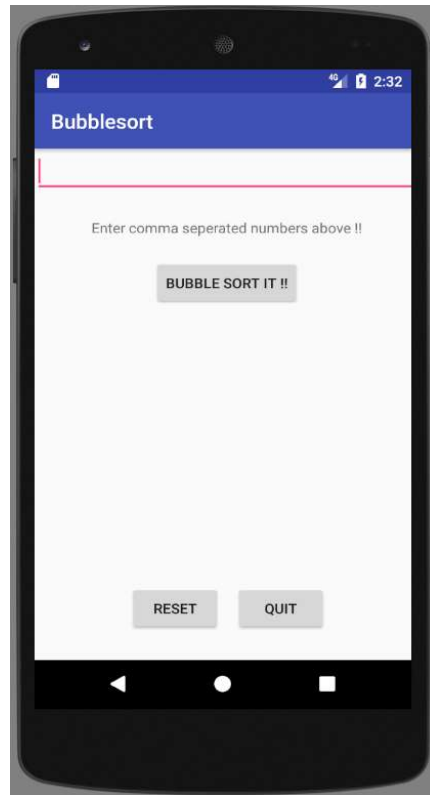 4G 2:32
Bubblesort
Enter comma seperated numbers above !!
BUBBLE SORT IT !!
RESET QUIT